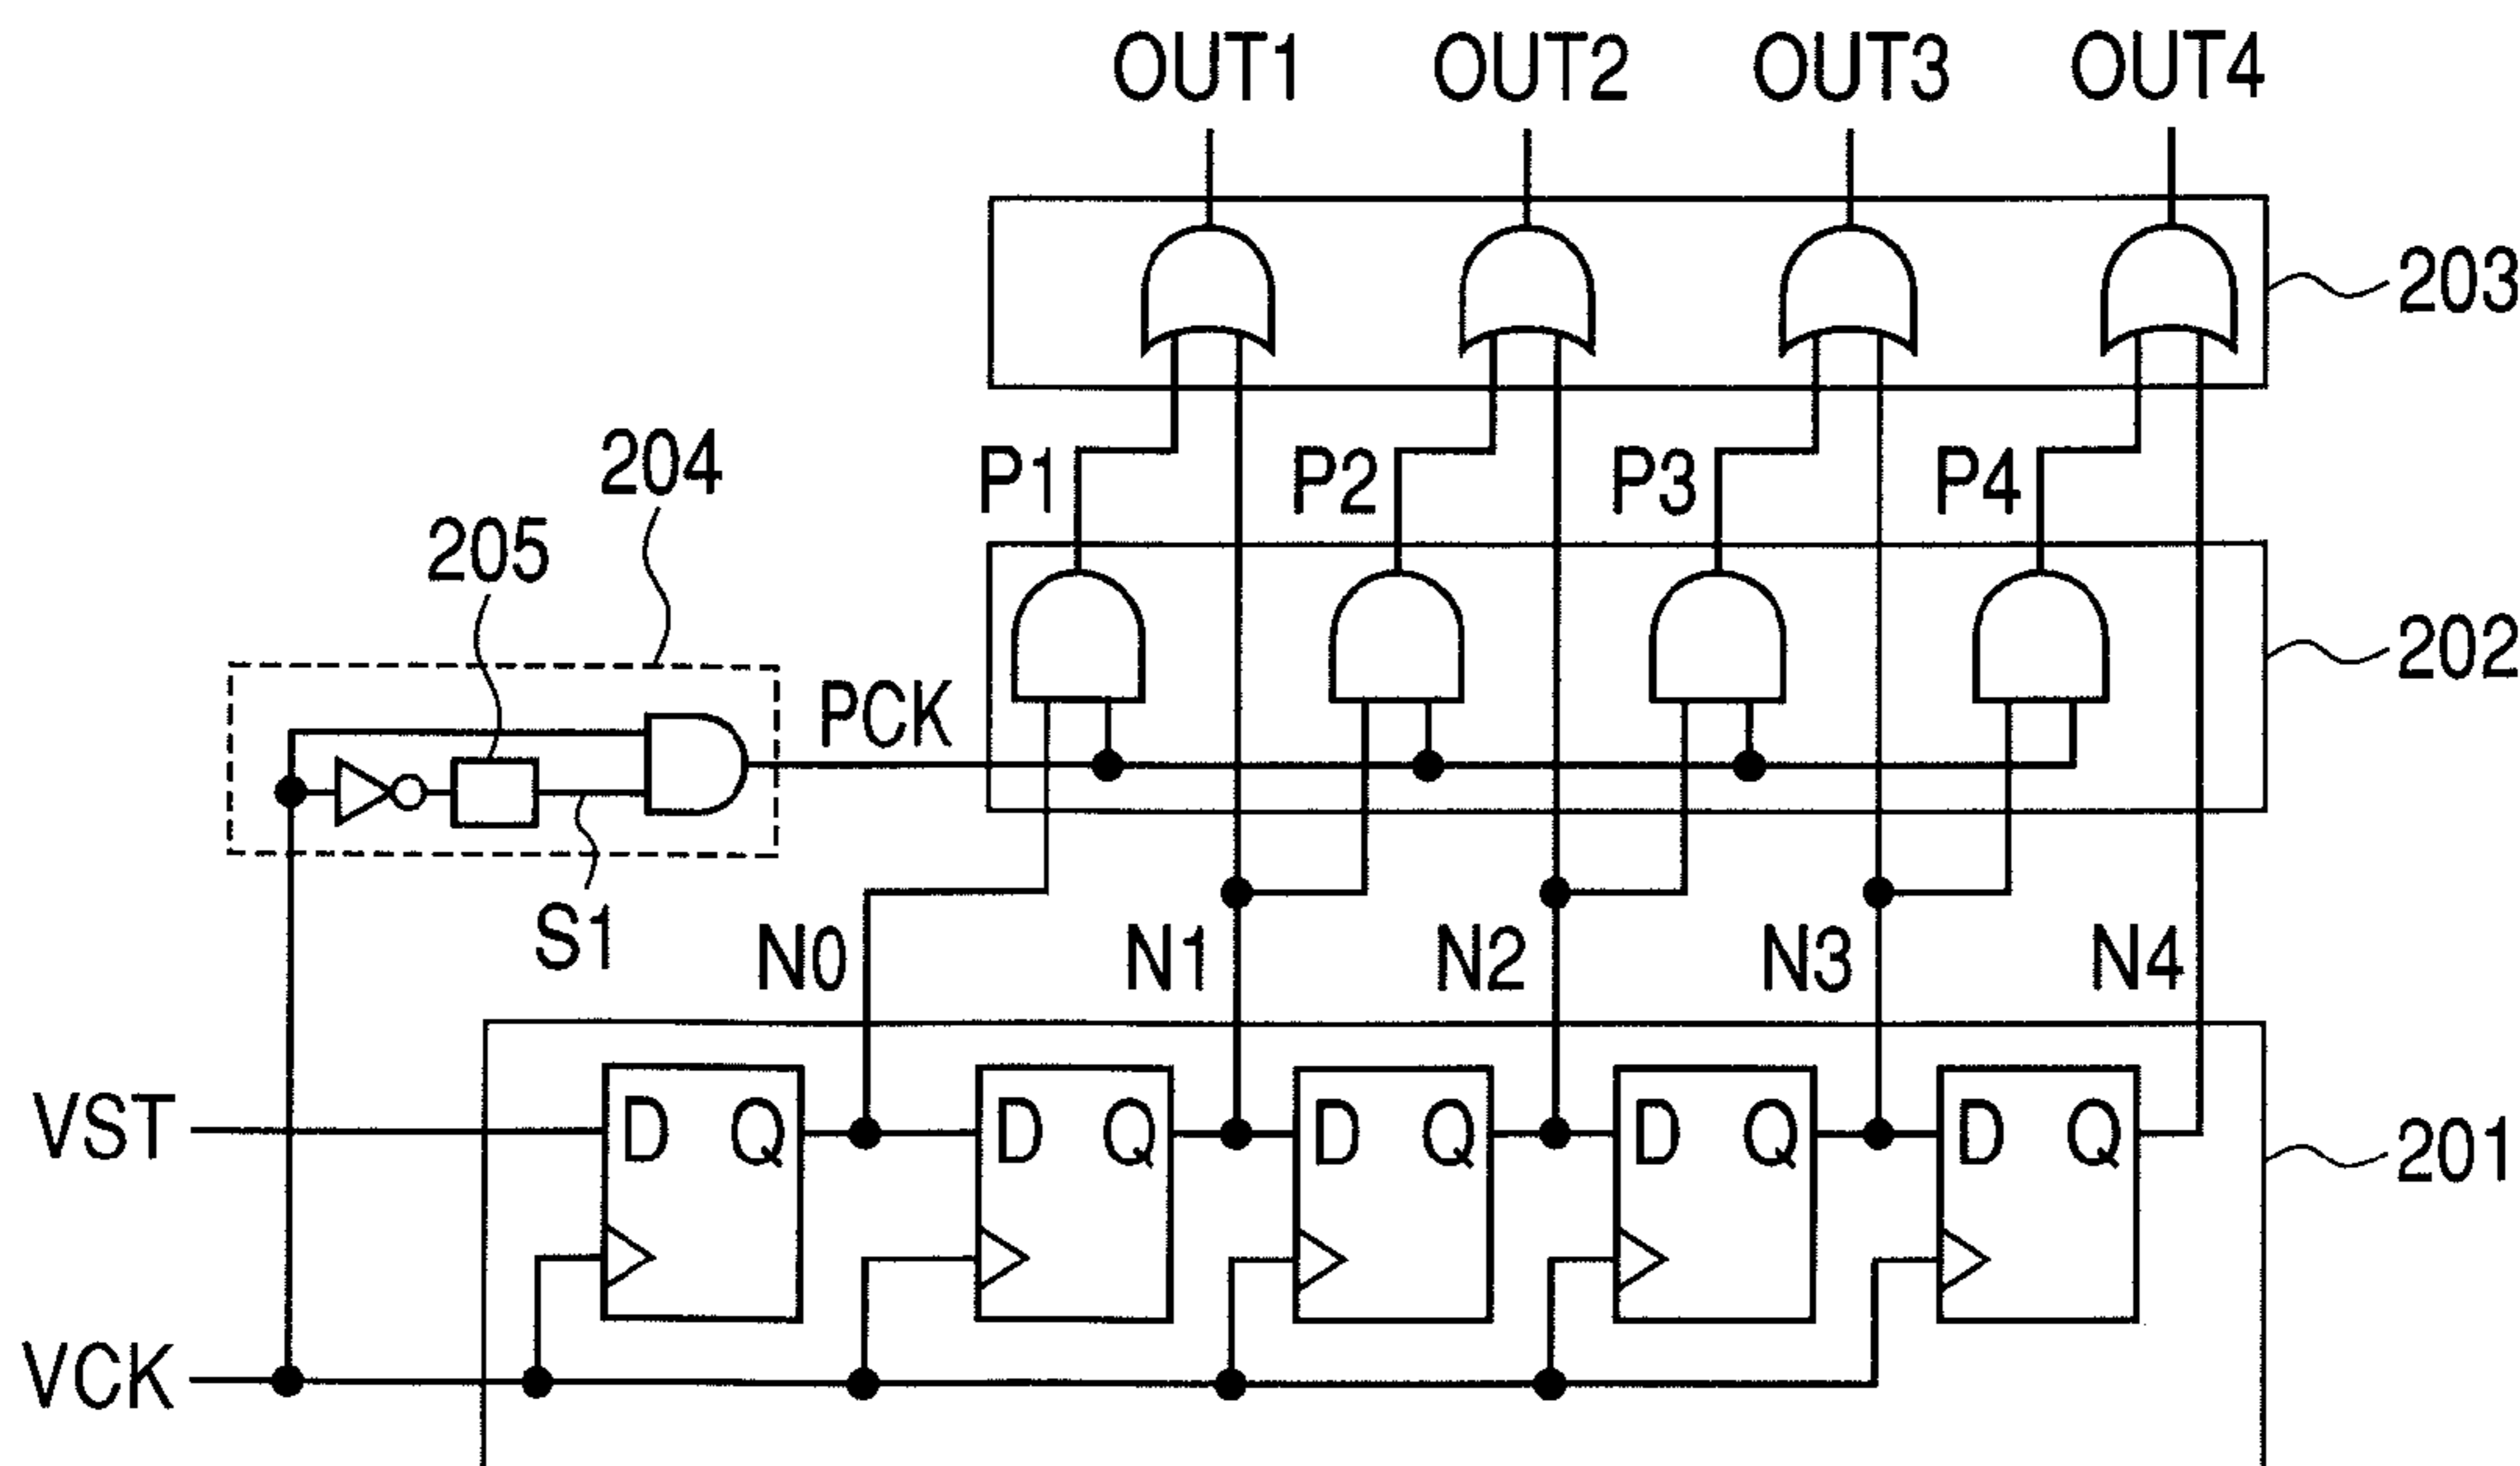 OUT1 OUT2 OUT3 OUT4
203
P1 P2 P3 P4
204
205
202
PCK
S1
N0 N1 N2 N3 N4
VST
D Q D Q D Q D Q D Q
201
VCK